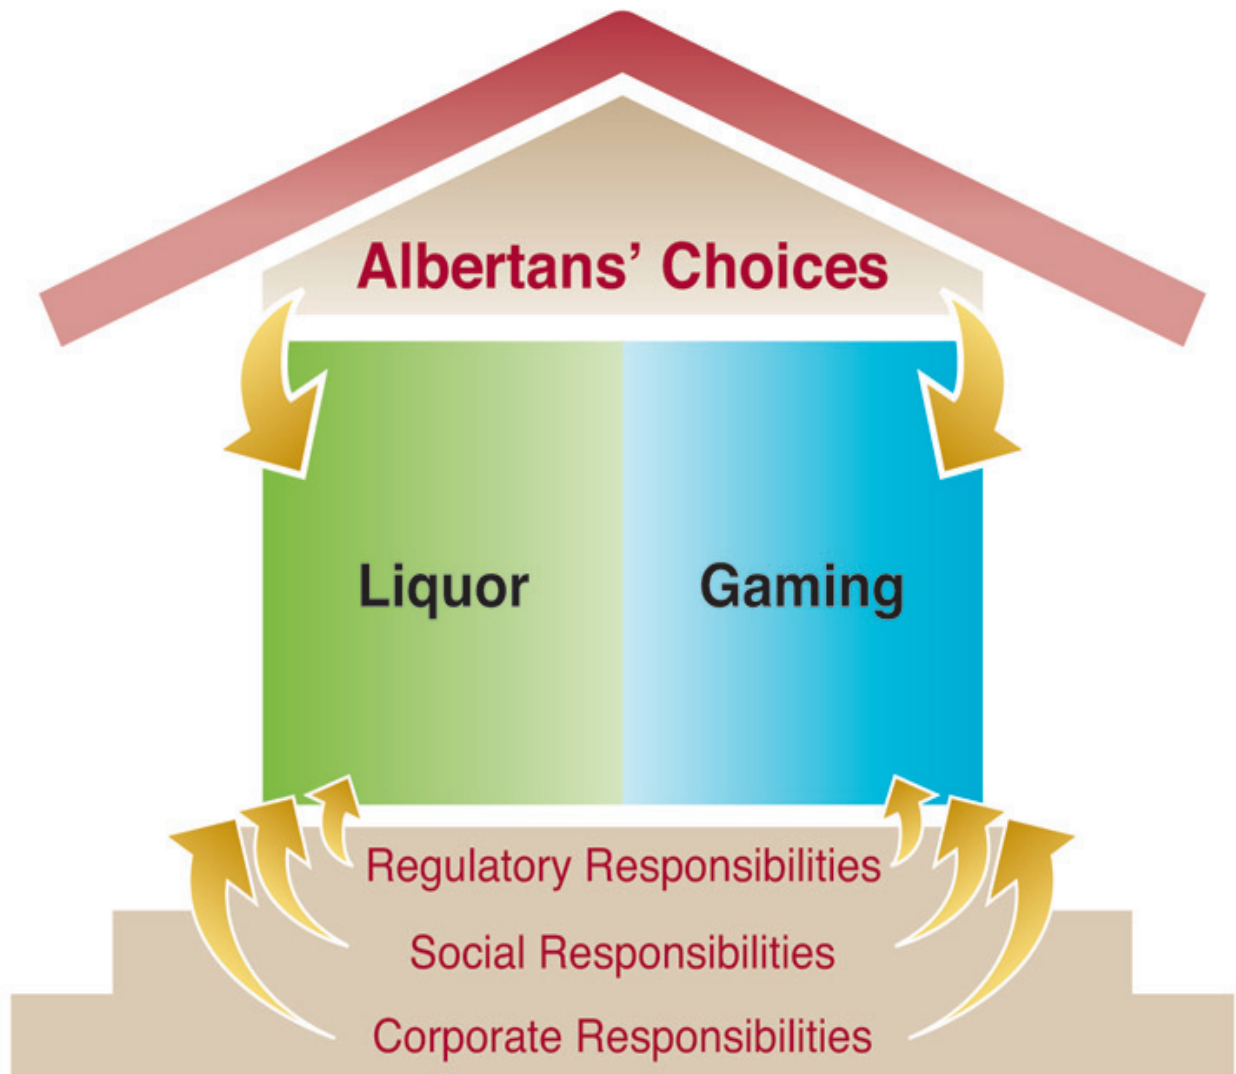 Albertans’ Choices
Liquor
Gaming
Regulatory Responsibilities
Social Responsibilities
Corporate Responsibilities